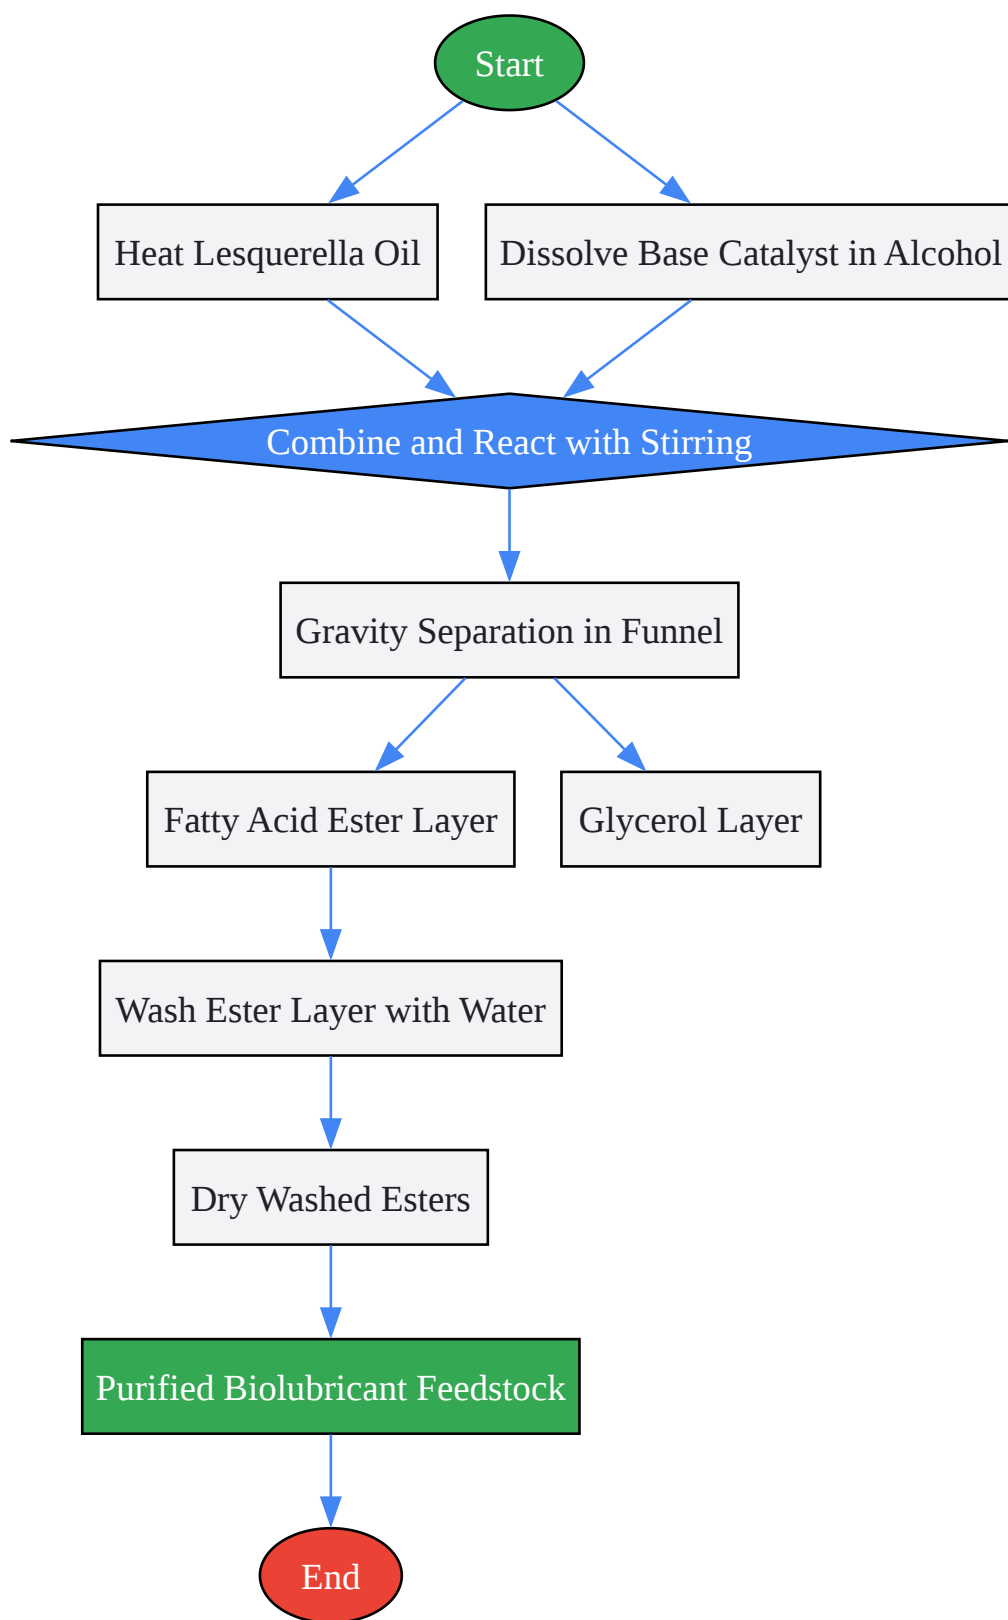 Start
Heat Lesquerella Oil
Dissolve Base Catalyst in Alcohol
Combine and React with Stirring
Gravity Separation in Funnel
Fatty Acid Ester Layer
Glycerol Layer
Wash Ester Layer with Water
Dry Washed Esters
Purified Biolubricant Feedstock
End